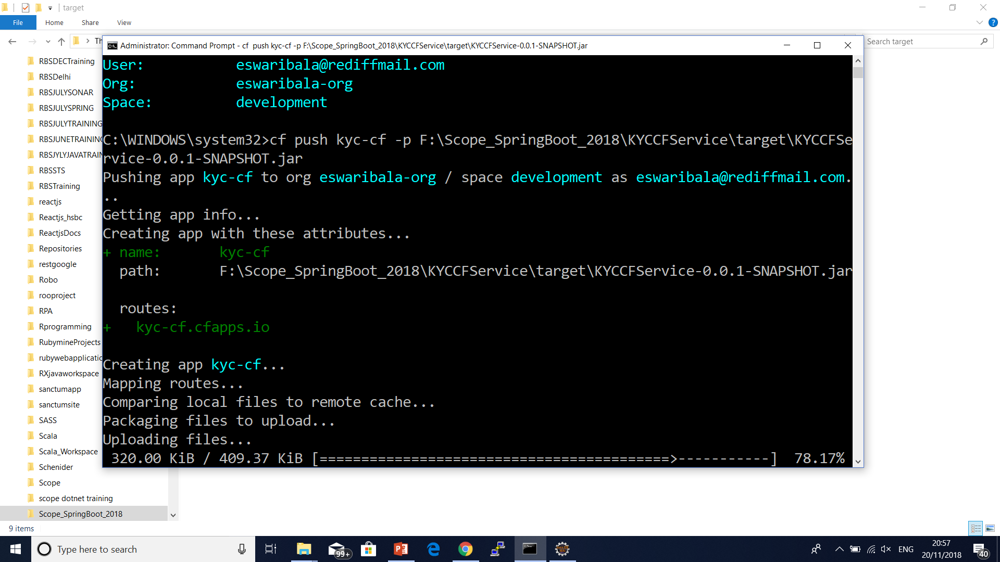 target
File Home Share View
Th
Search target
RBSDECTraining
RBSDelhi
RBSJULYSONAR
RBSJULYSPRING
RBSJULYTRAINING
RBSJUNETRAINING
RBSJYLYJAVATRAIN
RBSSTS
RBSTraining
reactjs
Reactjs_hsbc
ReactjsDocs
Repositories
restgoogle
Robo
rooproject
RPA
Rprogramming
RubymineProjects
rubywebapplicatio
RXjavaworkspace
sanctumapp
sanctumsite
SASS
Scala
Scala_Workspace
Schenider
Scope
scope dotnet training
Scope_SpringBoot_2018
9 items
Administrator: Command Prompt - cf  push kyc-cf -p F:\Scope_SpringBoot_2018\KYCCFService\target\KYCCFService-0.0.1-SNAPSHOT.jar
User:           eswaribala@rediffmail.com
Org:            eswaribala-org
Space:          development
C:\WINDOWS\system32>cf push kyc-cf -p F:\Scope_SpringBoot_2018\KYCCFService\target\KYCCFSe
rvice-0.0.1-SNAPSHOT.jar
Pushing app kyc-cf to org eswaribala-org / space development as eswaribala@rediffmail.com.
..
Getting app info...
Creating app with these attributes...
+ name:       kyc-cf
  path:       F:\Scope_SpringBoot_2018\KYCCFService\target\KYCCFService-0.0.1-SNAPSHOT.jar
  routes:
+   kyc-cf.cfapps.io
Creating app kyc-cf...
Mapping routes...
Comparing local files to remote cache...
Packaging files to upload...
Uploading files...
 320.00 KiB / 409.37 KiB [==========================================>-----------]  78.17%
Type here to search
99+
ENG
20:57
20/11/2018
40